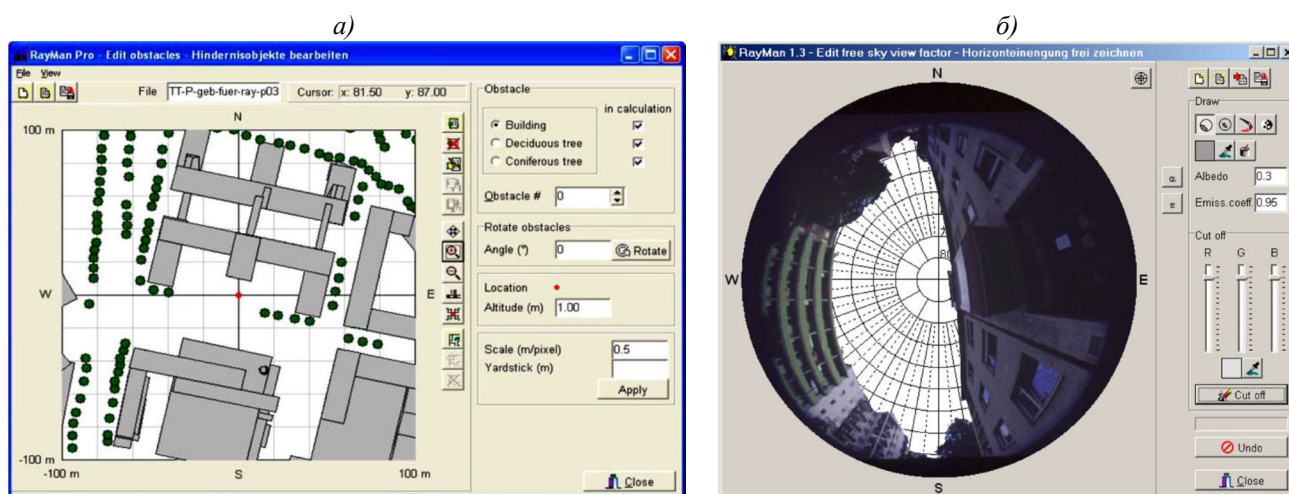 а)
б)
RayMan Pro - Edit obstacles - Hindernisobjekte bearbeiten
File View
File TT-P-geb-fuer-ray-p03 Cursor: x: 81.50 y: 87.00
N
100 m
W
E
-100 m
-100 m
S
100 m
Obstacle
in calculation
Building
Deciduous tree
Coniferous tree
Obstacle # 0
Rotate obstacles
Angle (°) 0 Rotate
Location
Altitude (m) 1.00
Scale (m/pixel) 0.5
Yardstick (m)
Apply
Close
RayMan 1.3 - Edit free sky view factor - Horizonteinengung frei zeichnen
N
W
E
S
80
Draw
Albedo 0.3
α
ε
Emiss.coeff. 0.95
Cut off
R G B
Cut off
Undo
Close